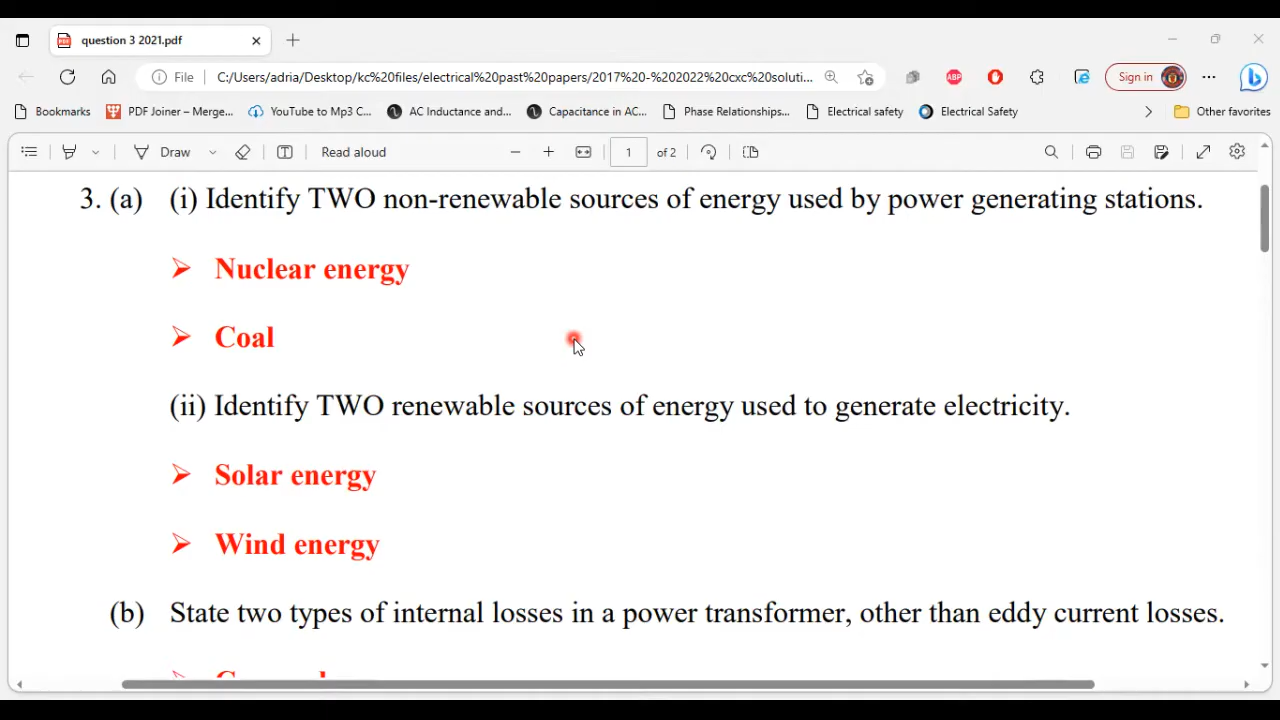 question 3 2021.pdf
File
C:/Users/adria/Desktop/kc%20files/electrical%20past%20papers/2017%20-%202022%20cxc%20soluti...
ABP
Sign in
Bookmarks
PDF Joiner – Merge...
YouTube to Mp3 C...
AC Inductance and...
Capacitance in AC...
Phase Relationships...
Electrical safety
Electrical Safety
Other favorites
Draw
Read aloud
1
of 2
3. (a) (i) Identify TWO non-renewable sources of energy used by power generating stations.
➢ Nuclear energy
➢ Coal
(ii) Identify TWO renewable sources of energy used to generate electricity.
➢ Solar energy
➢ Wind energy
(b) State two types of internal losses in a power transformer, other than eddy current losses.